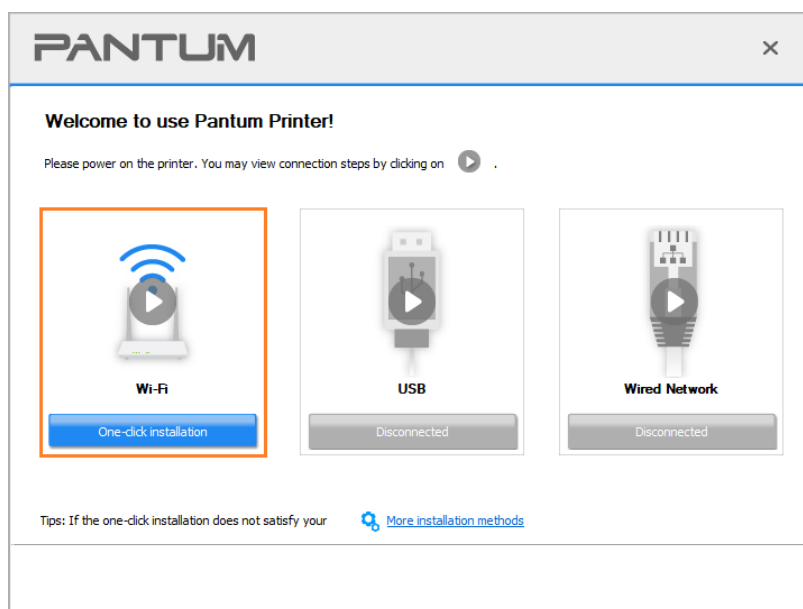 PANTUM
Welcome to use Pantum Printer!
Please power on the printer. You may view connection steps by clicking on .
Wi-Fi
One-click installation
USB
Disconnected
Wired Network
Disconnected
Tips: If the one-click installation does not satisfy your More installation methods